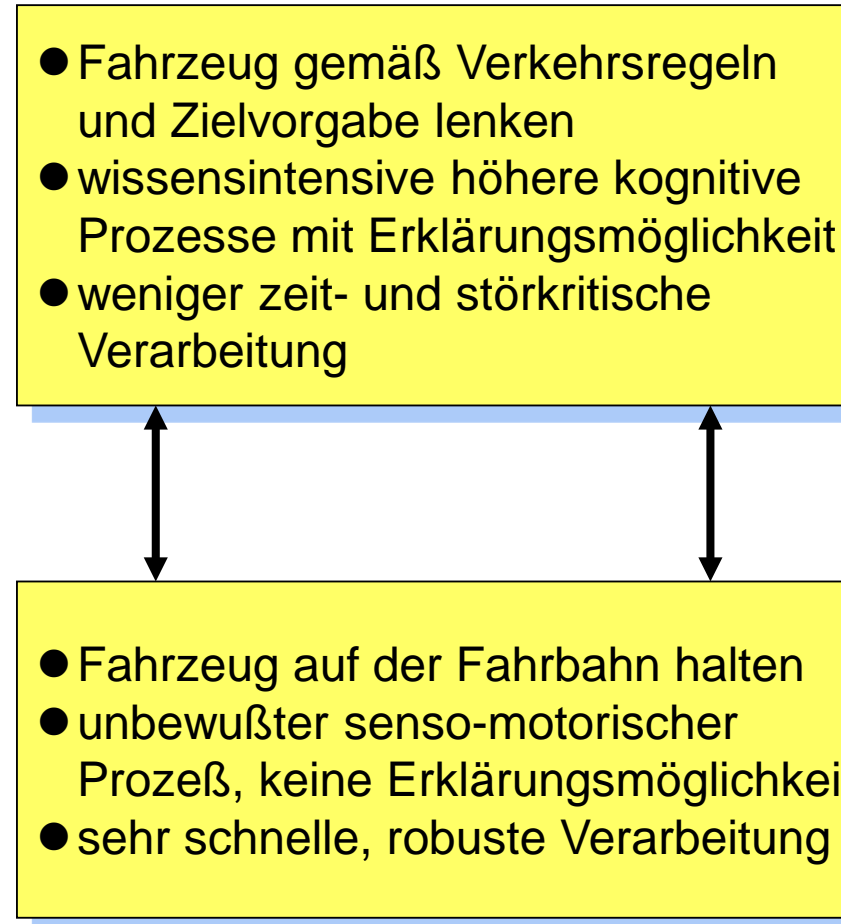 ● Fahrzeug gemäß Verkehrsregeln
und Zielvorgabe lenken
● wissensintensive höhere kognitive
Prozesse mit Erklärungsmöglichkeit
● weniger zeit- und störkritische
Verarbeitung
● Fahrzeug auf der Fahrbahn halten
● unbewußter senso-motorischer
Prozeß, keine Erklärungsmöglichkei
● sehr schnelle, robuste Verarbeitung